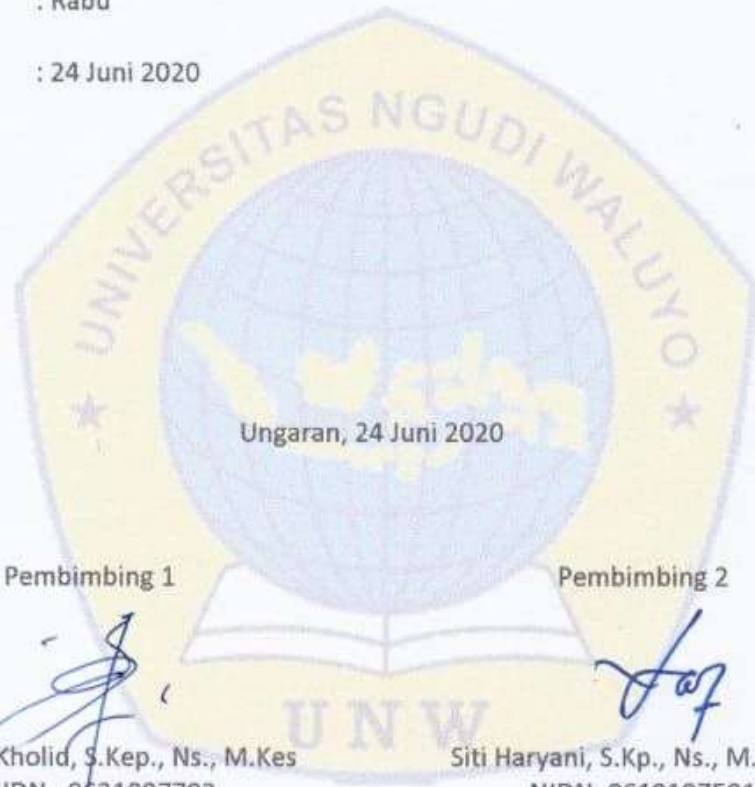 : Rabu
: 24 Juni 2020
UNIVERSITAS NGUDI WALUYO
Ungaran, 24 Juni 2020
Pembimbing 1 Pembimbing 2
UNW
Kholid, S.Kep., Ns., M.Kes Siti Haryani, S.Kp., Ns., M.